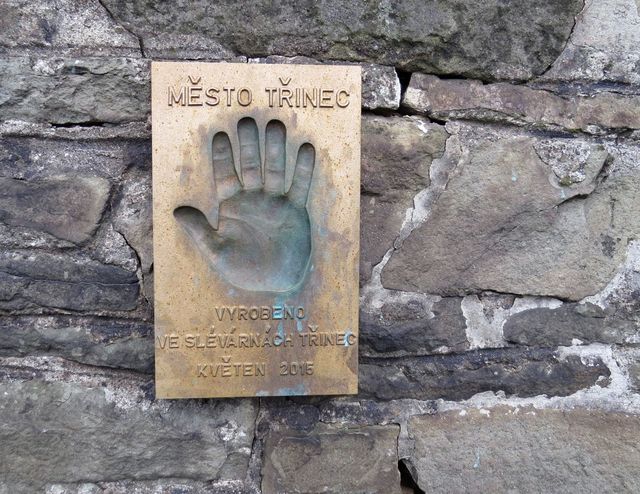 MĚSTO TŘINEC
VYROBENO
VE SLÉVÁRNÁCH TŘINEC
KVĚTEN 2015